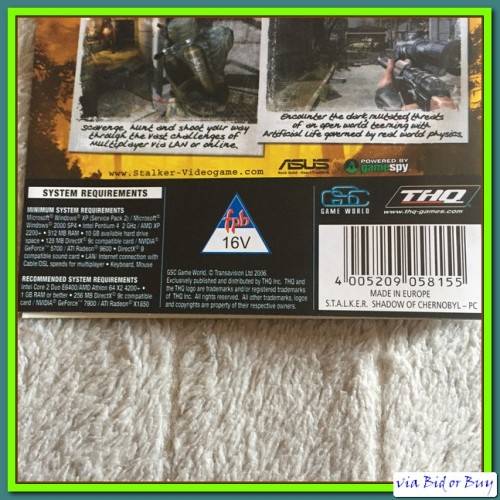 Scavenge, hunt and shoot your way
through the vast challenges of
Multiplayer via LAN or online.
Encounter the dark, mutated threats
of an open world teeming with
Artificial Life governed by real world physics.
www.Stalker-Videogame.com
ASUS
POWERED BY
gamespy
SYSTEM REQUIREMENTS
MINIMUM SYSTEM REQUIREMENTS
Microsoft® Windows® XP (Service Pack 2) / Microsoft®
Windows® 2000 SP4 • Intel Pentium 4 2 GHz / AMD XP
2200+ • 512 MB RAM • 10 GB available hard drive
space • 128 MB DirectX® 9c compatible card / NVIDIA®
GeForce™ 5700 / ATI Radeon® 9600 • DirectX® 9
compatible sound card • LAN/ Internet connection with
Cable/DSL speeds for multiplayer • Keyboard, Mouse
RECOMMENDED SYSTEM REQUIREMENTS
Intel Core 2 Duo E6400/AMD Athlon 64 X2 4200+ •
1 GB RAM or better • 256 MB DirectX® 9c compatible
card / NVIDIA® GeForce™ 7900 / ATI Radeon® X1850
fpb
16V
GSC Game World, © Transavision Ltd 2006
Exclusively published and distributed by THQ Inc. THQ and
the THQ logo are trademarks and/or registered trademarks
of THQ Inc. All rights reserved. All other trademarks, logos
and copyrights are property of their respective owners.
GSC
GAME WORLD
THQ
www.thq-games.com
4 005209 058155
MADE IN EUROPE
S.T.A.L.K.E.R. SHADOW OF CHERNOBYL – PC
via Bid or Buy